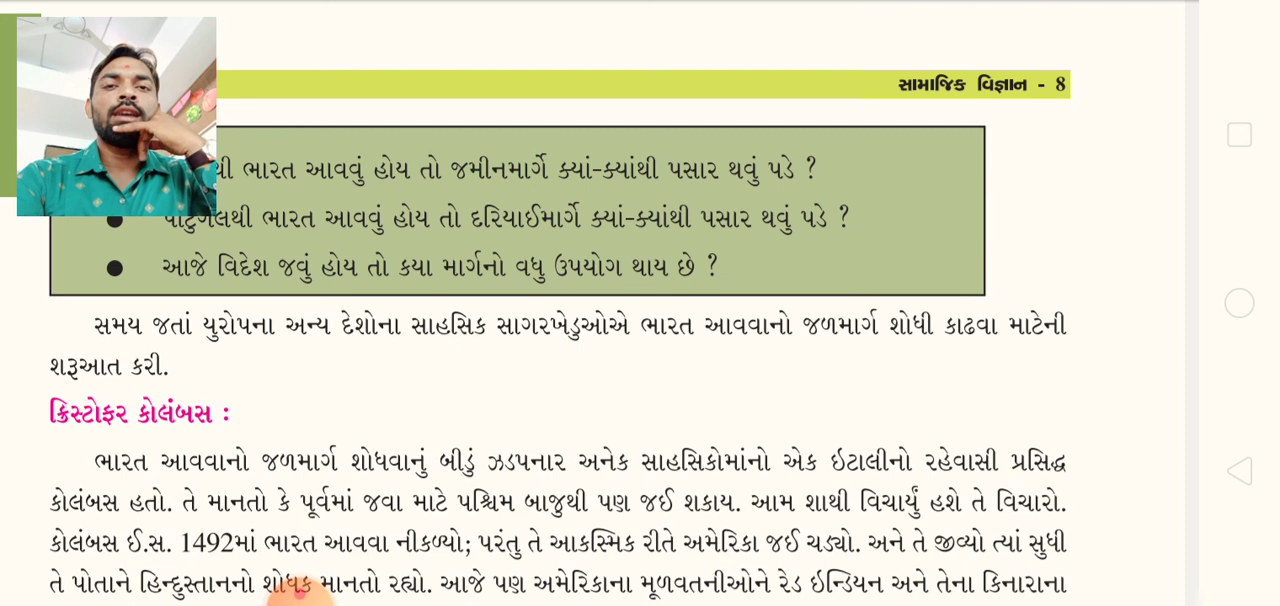 સામાજિક વિજ્ઞાન - 8
ભારત આવવું હોય તો જમીનમાર્ગે ક્યાં-ક્યાંથી પસાર થવું પડે ?
● પોર્ટુગલથી ભારત આવવું હોય તો દરિયાઈમાર્ગે ક્યાં-ક્યાંથી પસાર થવું પડે ?
● આજે વિદેશ જવું હોય તો કયા માર્ગનો વધુ ઉપયોગ થાય છે ?
સમય જતાં યુરોપના અન્ય દેશોના સાહસિક સાગરખેડુઓએ ભારત આવવાનો જળમાર્ગ શોધી કાઢવા માટેની
શરૂઆત કરી.
ક્રિસ્ટોફર કોલંબસ :
ભારત આવવાનો જળમાર્ગ શોધવાનું બીડું ઝડપનાર અનેક સાહસિકોમાંનો એક ઇટાલીનો રહેવાસી પ્રસિદ્ધ
કોલંબસ હતો. તે માનતો કે પૂર્વમાં જવા માટે પશ્ચિમ બાજુથી પણ જઈ શકાય. આમ શાથી વિચાર્યું હશે તે વિચારો.
કોલંબસ ઈ.સ. 1492માં ભારત આવવા નીકળ્યો; પરંતુ તે આકસ્મિક રીતે અમેરિકા જઈ ચડ્યો. અને તે જીવ્યો ત્યાં સુધી
તે પોતાને હિન્દુસ્તાનનો શોધક માનતો રહ્યો. આજે પણ અમેરિકાના મૂળવતનીઓને રેડ ઇન્ડિયન અને તેના કિનારાના